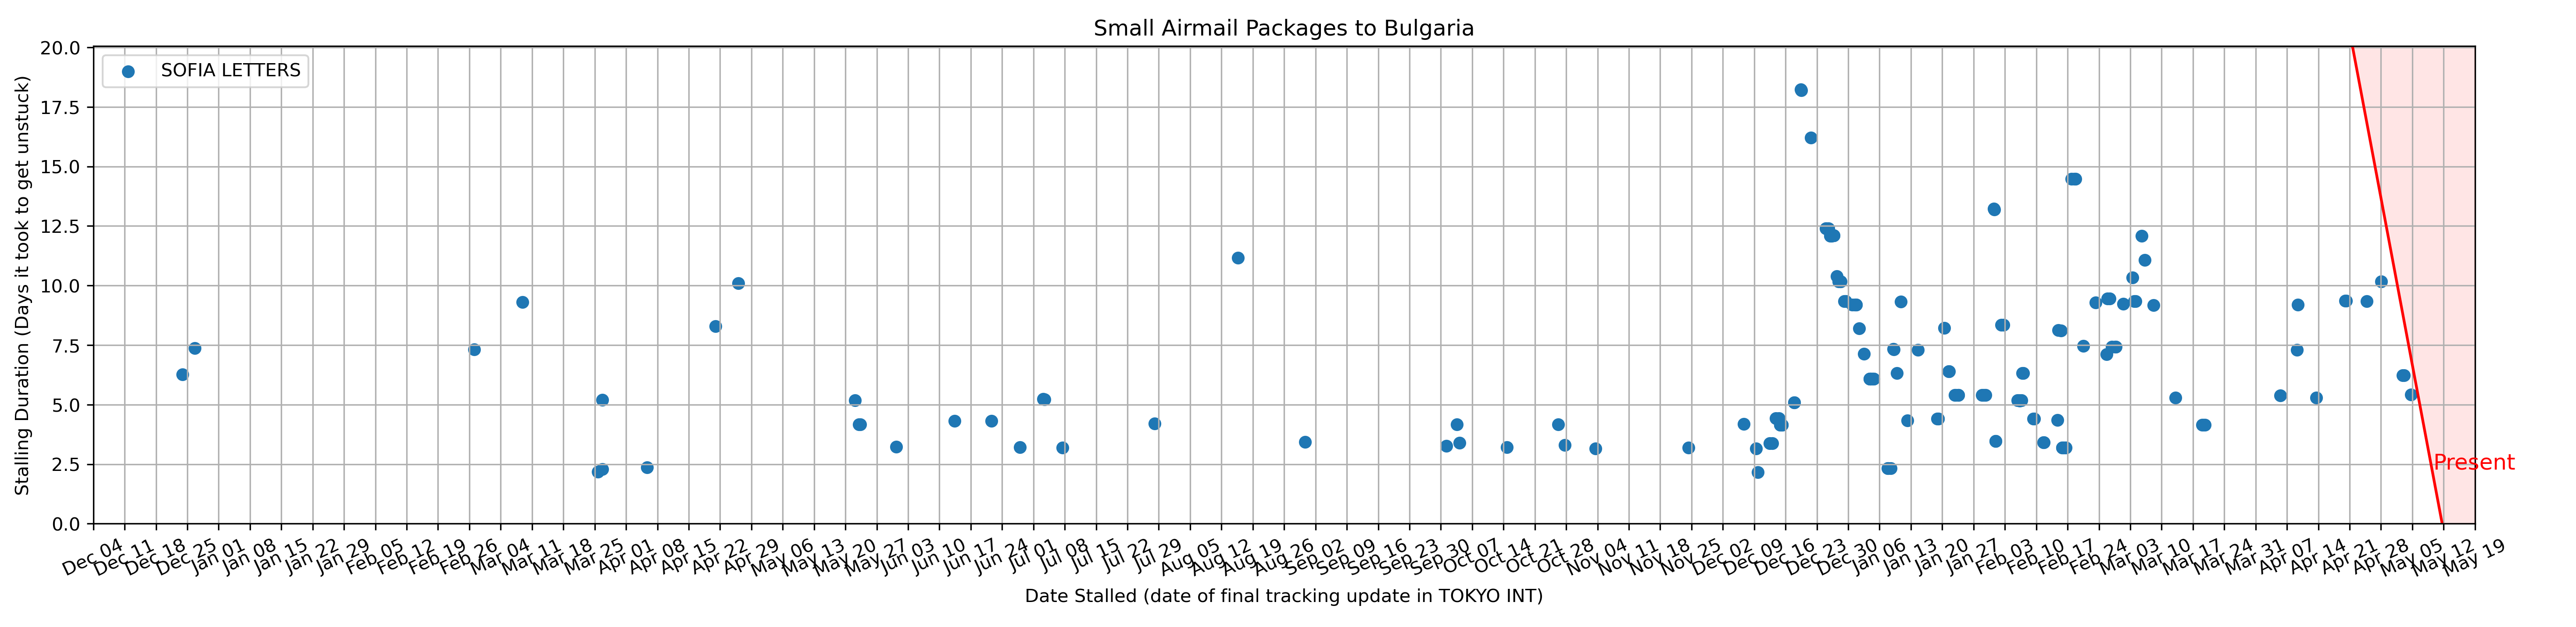 Small Airmail Packages to Bulgaria
SOFIA LETTERS
Stalling Duration (Days it took to get unstuck)
20.0
17.5
15.0
12.5
10.0
7.5
5.0
2.5
0.0
Present
Dec 04 Dec 11 Dec 18 Dec 25 Jan 01 Jan 08 Jan 15 Jan 22 Jan 29 Feb 05 Feb 12 Feb 19 Feb 26 Mar 04 Mar 11 Mar 18 Mar 25 Apr 01 Apr 08 Apr 15 Apr 22 Apr 29 May 06 May 13 May 20 May 27 Jun 03 Jun 10 Jun 17 Jun 24 Jul 01 Jul 08 Jul 15 Jul 22 Jul 29 Aug 05 Aug 12 Aug 19 Aug 26 Sep 02 Sep 09 Sep 16 Sep 23 Sep 30 Oct 07 Oct 14 Oct 21 Oct 28 Nov 04 Nov 11 Nov 18 Nov 25 Dec 02 Dec 09 Dec 16 Dec 23 Dec 30 Jan 06 Jan 13 Jan 20 Jan 27 Feb 03 Feb 10 Feb 17 Feb 24 Mar 03 Mar 10 Mar 17 Mar 24 Mar 31 Apr 07 Apr 14 Apr 21 Apr 28 May 05 May 12 May 19
Date Stalled (date of final tracking update in TOKYO INT)